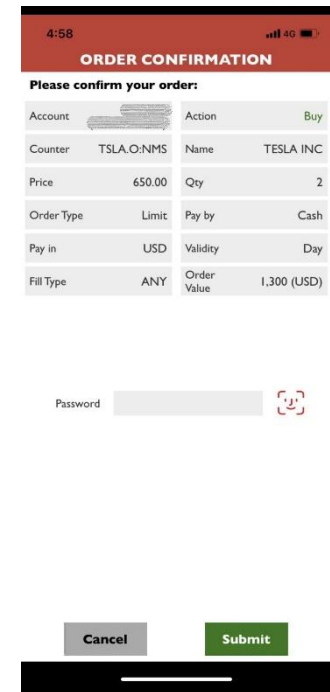 4:58 4G
ORDER CONFIRMATION
Please confirm your order:
Account Action Buy
Counter TSLA.O:NMS Name TESLA INC
Price 650.00 Qty 2
Order Type Limit Pay by Cash
Pay in USD Validity Day
Fill Type ANY Order Value 1,300 (USD)
Password
Cancel Submit